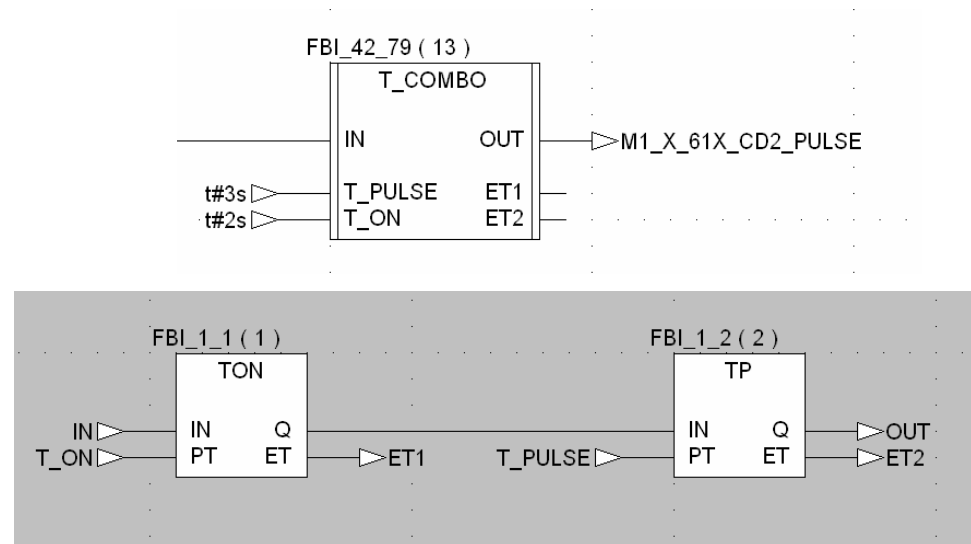 FBI_42_79 ( 13 )
T_COMBO
IN OUT M1_X_61X_CD2_PULSE
t#3s T_PULSE ET1
t#2s T_ON ET2
FBI_1_1 ( 1 ) FBI_1_2 ( 2 )
TON TP
IN IN Q IN Q OUT
T_ON PT ET ET1 T_PULSE PT ET ET2